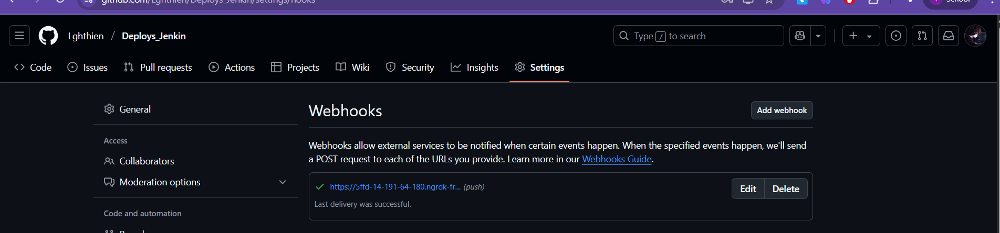 github.com/Lghthien/Deploys_Jenkin/settings/hooks
School
Lghthien / Deploys_Jenkin
Type / to search
Code Issues Pull requests Actions Projects Wiki Security Insights Settings
General
Access
Collaborators
Moderation options
Code and automation
Webhooks
Add webhook
Webhooks allow external services to be notified when certain events happen. When the specified events happen, we'll send
a POST request to each of the URLs you provide. Learn more in our Webhooks Guide.
https://5ffd-14-191-64-180.ngrok-fr... (push)
Edit Delete
Last delivery was successful.